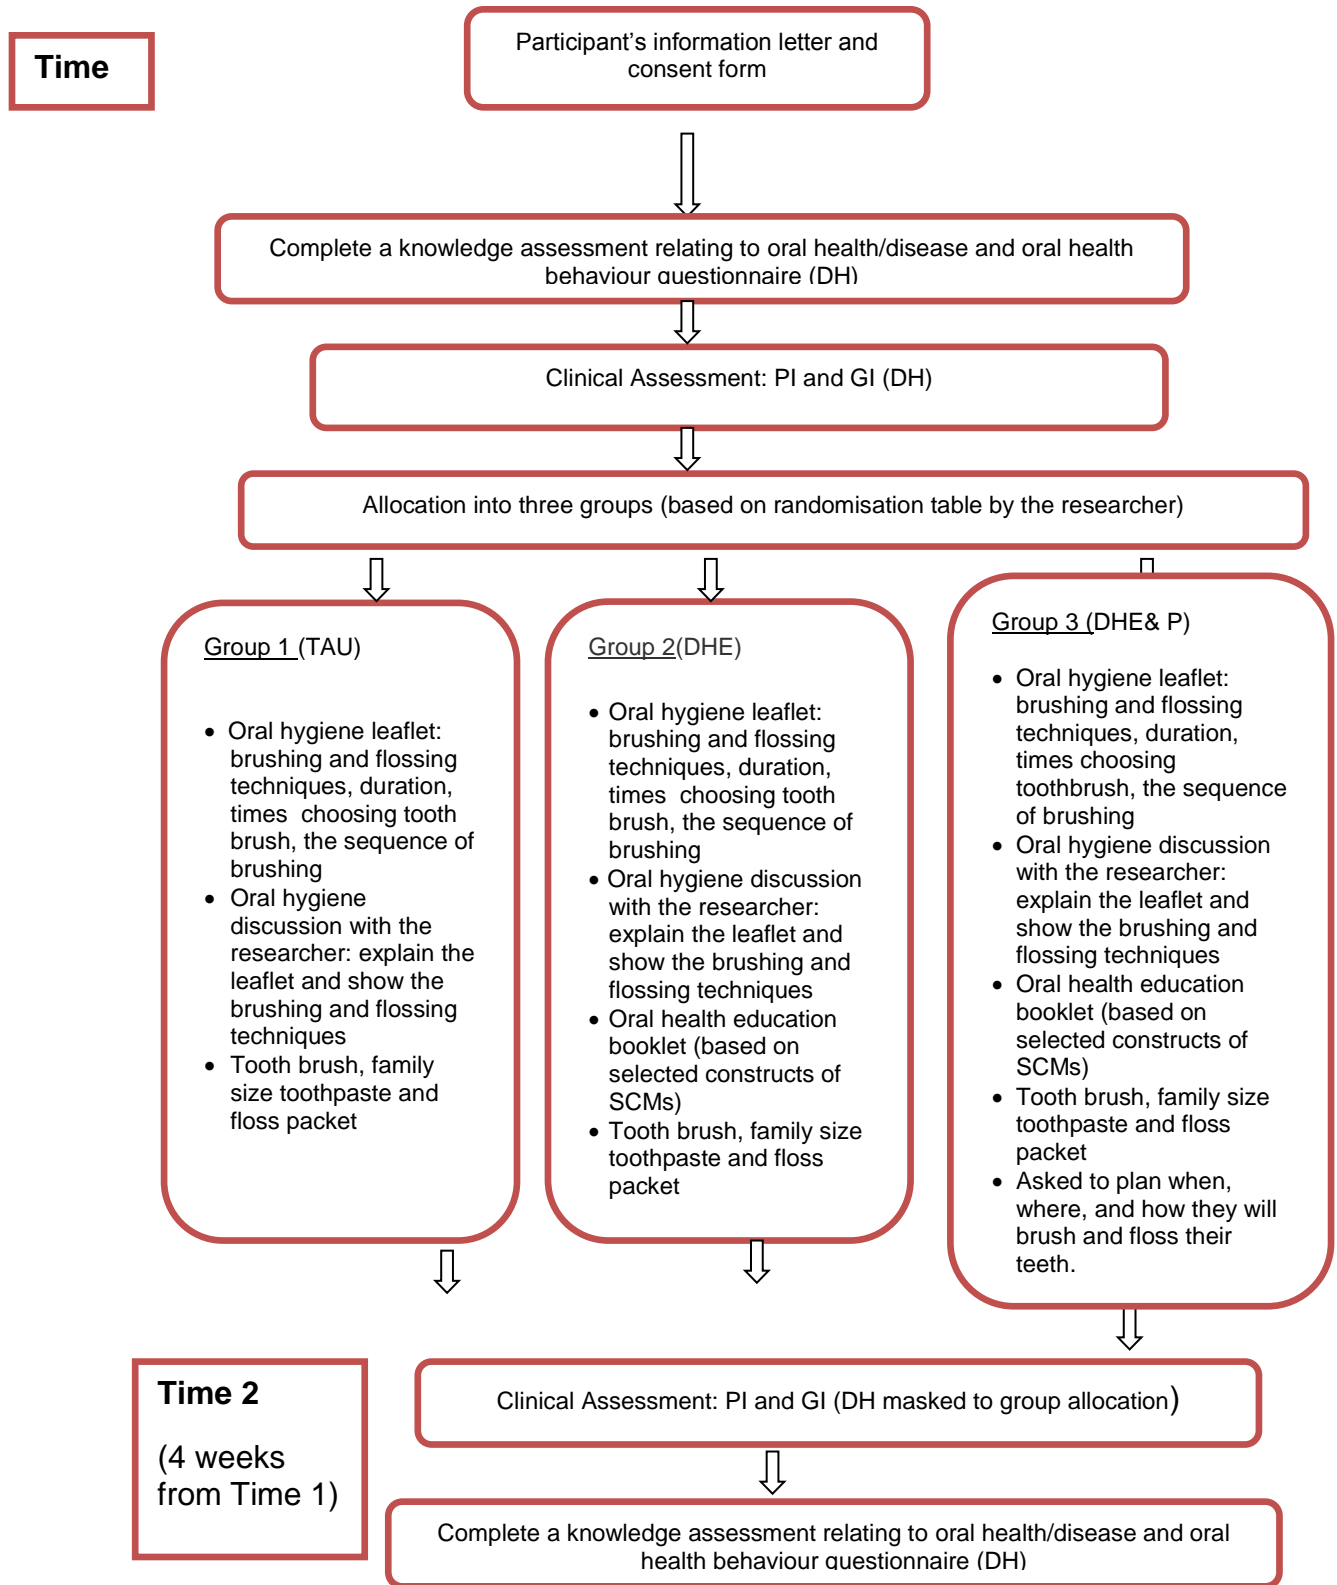 Participant's information letter and
consent form
Time
Complete a knowledge assessment relating to oral health/disease and oral health
behaviour questionnaire (DH)
Clinical Assessment: PI and GI (DH)
Allocation into three groups (based on randomisation table by the researcher)
Group 1 (TAU)
• Oral hygiene leaflet:
brushing and flossing
techniques, duration,
times choosing tooth
brush, the sequence of
brushing
• Oral hygiene
discussion with the
researcher: explain the
leaflet and show the
brushing and flossing
techniques
• Tooth brush, family
size toothpaste and
floss packet
Group 2(DHE)
• Oral hygiene leaflet:
brushing and flossing
techniques, duration,
times choosing tooth
brush, the sequence of
brushing
• Oral hygiene discussion
with the researcher:
explain the leaflet and
show the brushing and
flossing techniques
• Oral health education
booklet (based on
selected constructs of
SCMs)
• Tooth brush, family size
toothpaste and floss
packet
Group 3 (DHE& P)
• Oral hygiene leaflet:
brushing and flossing
techniques, duration,
times choosing
toothbrush, the sequence
of brushing
• Oral hygiene discussion
with the researcher:
explain the leaflet and
show the brushing and
flossing techniques
• Oral health education
booklet (based on
selected constructs of
SCMs)
• Tooth brush, family size
toothpaste and floss
packet
• Asked to plan when,
where, and how they will
brush and floss their
teeth.
Time 2
(4 weeks
from Time 1)
Clinical Assessment: PI and GI (DH masked to group allocation)
Complete a knowledge assessment relating to oral health/disease and oral
health behaviour questionnaire (DH)